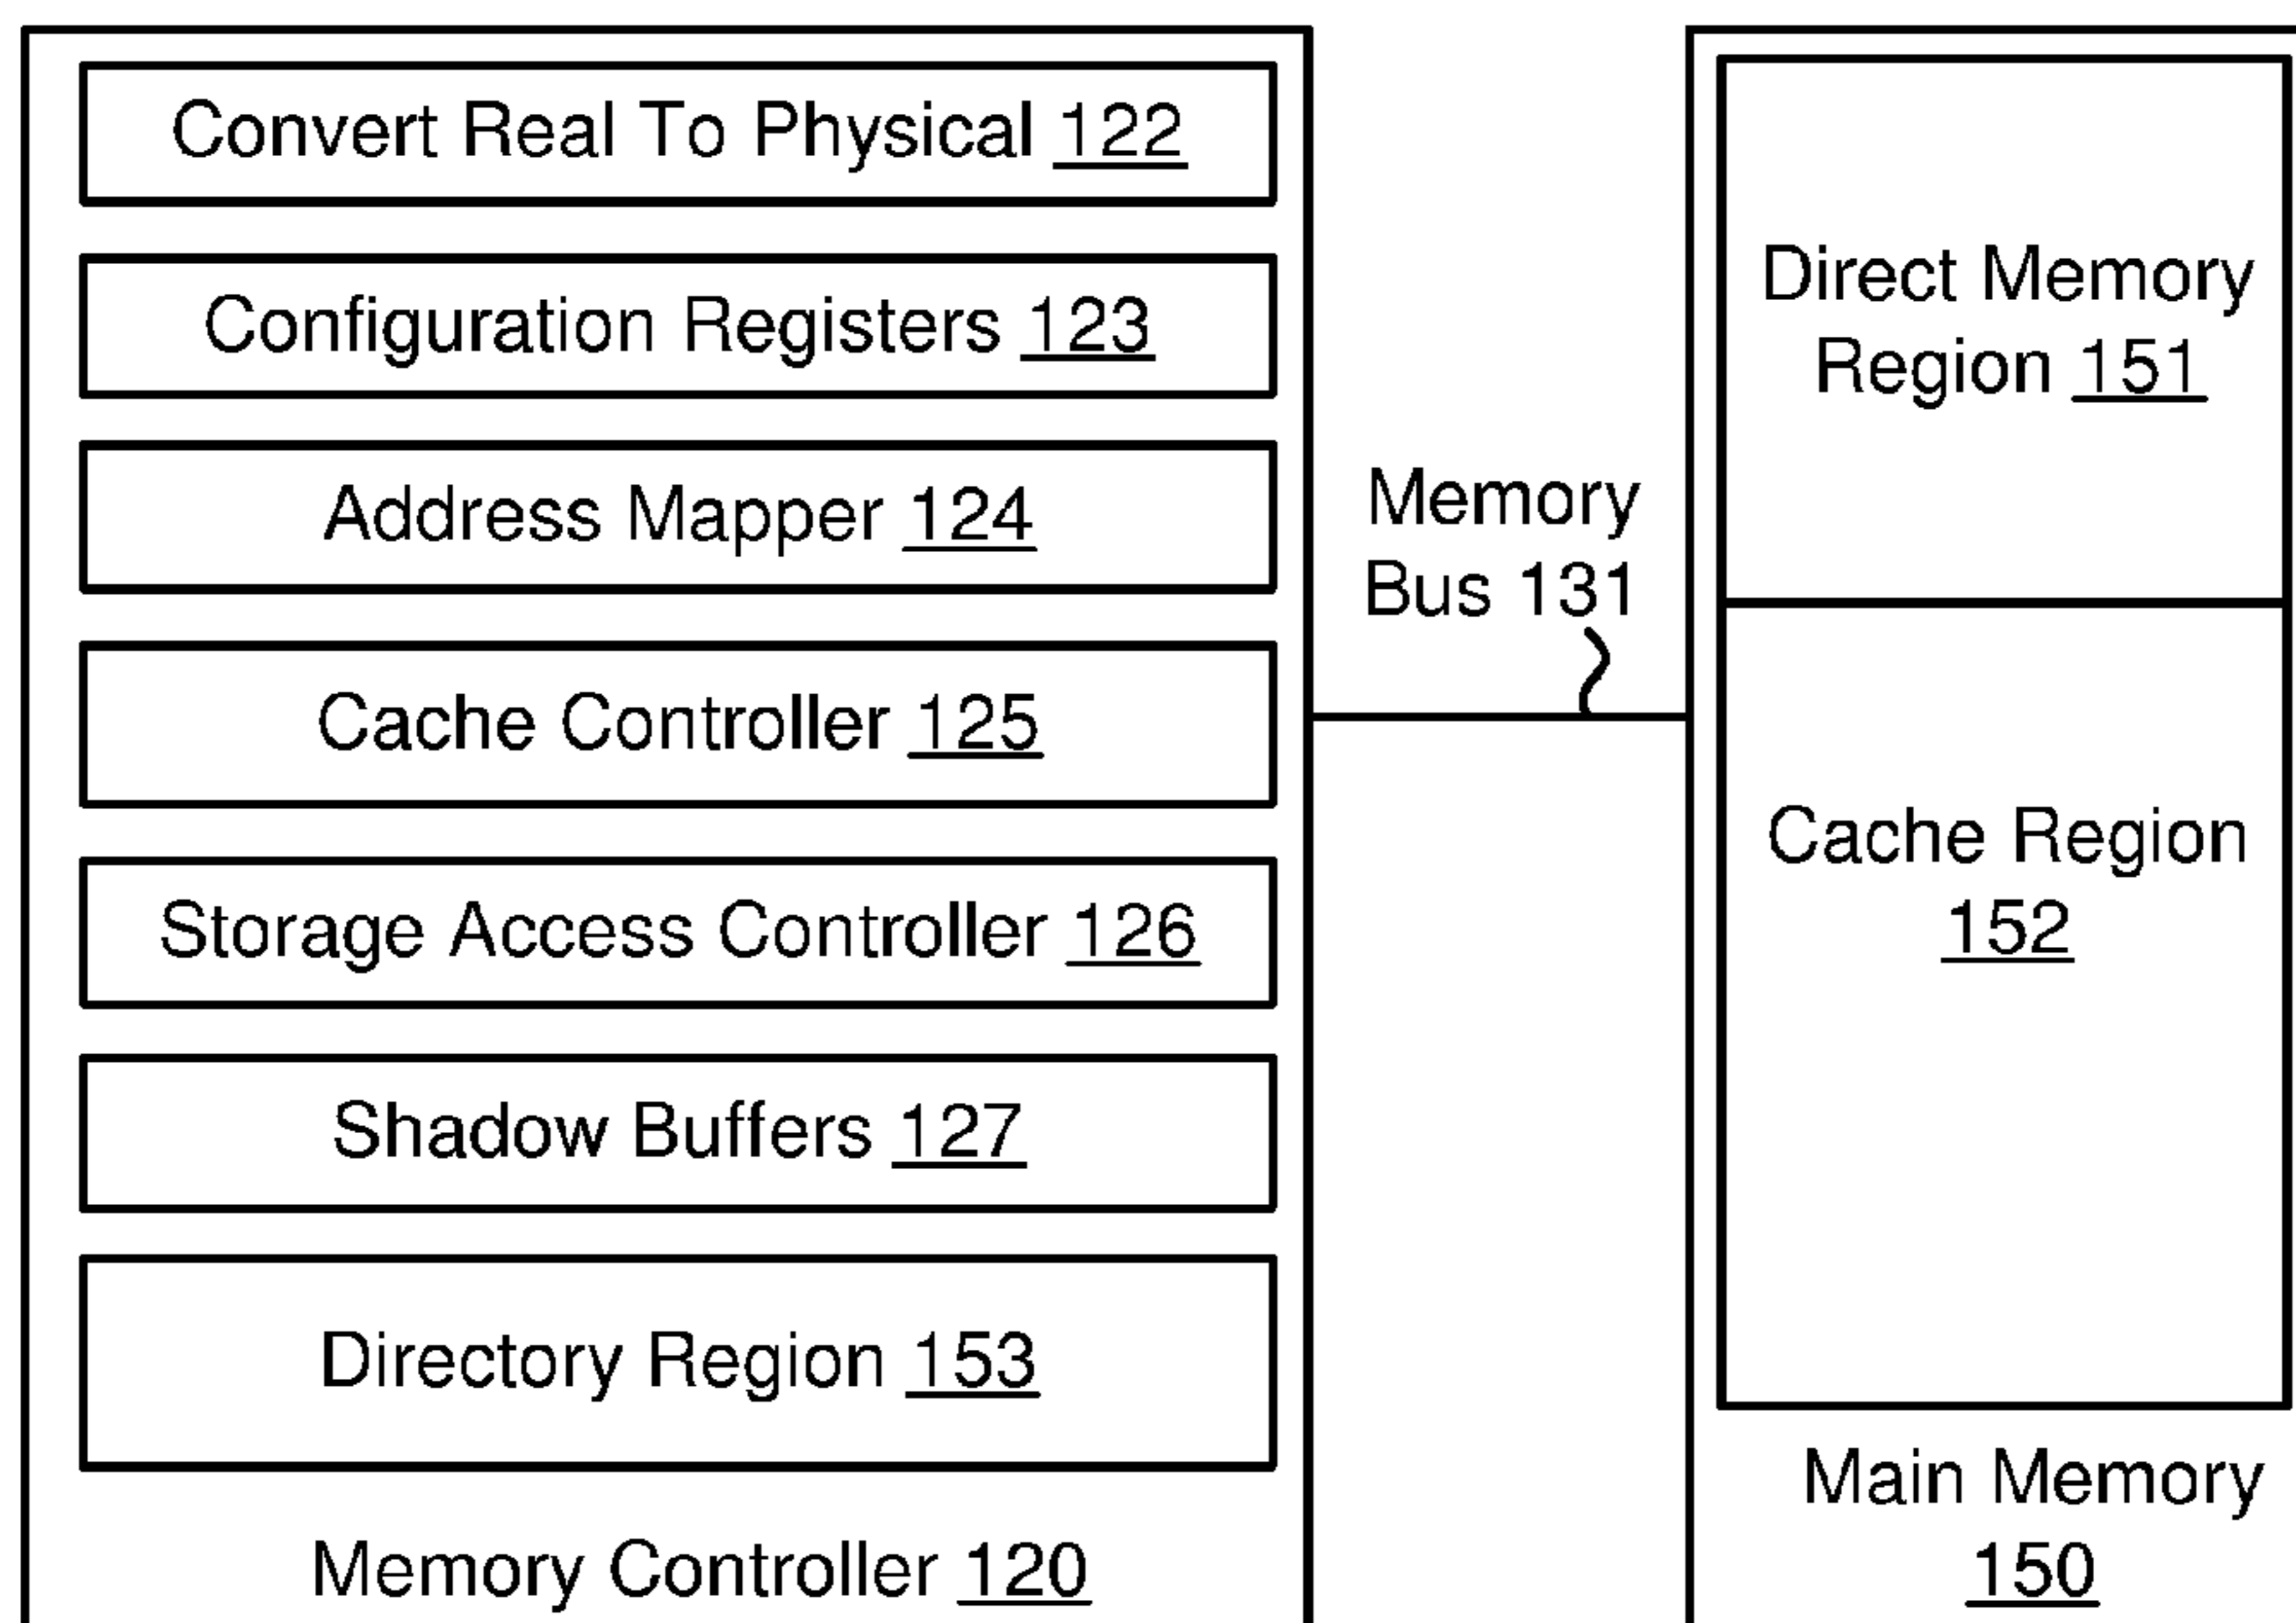 Convert Real To Physical 122
Configuration Registers 123
Address Mapper 124
Cache Controller 125
Storage Access Controller 126
Shadow Buffers 127
Directory Region 153
Memory Controller 120
Memory
Bus 131
Direct Memory
Region 151
Cache Region
152
Main Memory
150